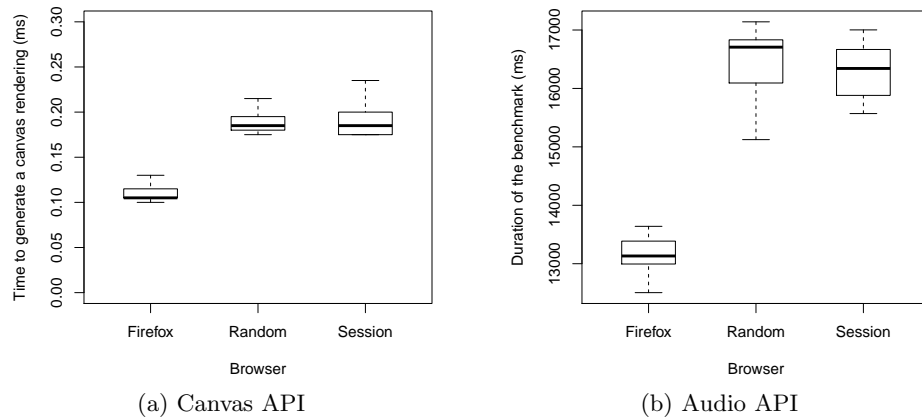 Time to generate a canvas rendering (ms)
0.30
0.25
0.20
0.15
0.10
0.05
0.00
Firefox
Random
Session
Browser
(a) Canvas API
Duration of the benchmark (ms)
17000
16000
15000
14000
13000
Firefox
Random
Session
Browser
(b) Audio API